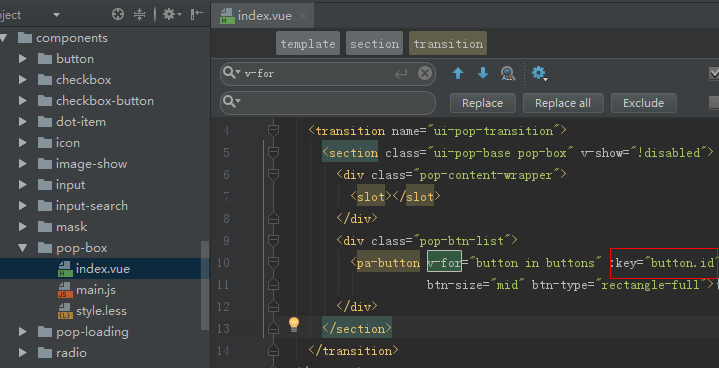 ject
components
button
checkbox
checkbox-button
dot-item
icon
image-show
input
input-search
mask
pop-box
index.vue
main.js
style.less
pop-loading
radio
index.vue
template section transition
v-for
Replace Replace all Exclude
4 <transition name="ui-pop-transition">
5 <section class="ui-pop-base pop-box" v-show="!disabled">
6 <div class="pop-content-wrapper">
7 <slot></slot>
8 </div>
9 <div class="pop-btn-list">
10 <pa-button v-for="button in buttons" :key="button.id"
11 btn-size="mid" btn-type="rectangle-full">{
12 </div>
13 </section>
14 </transition>